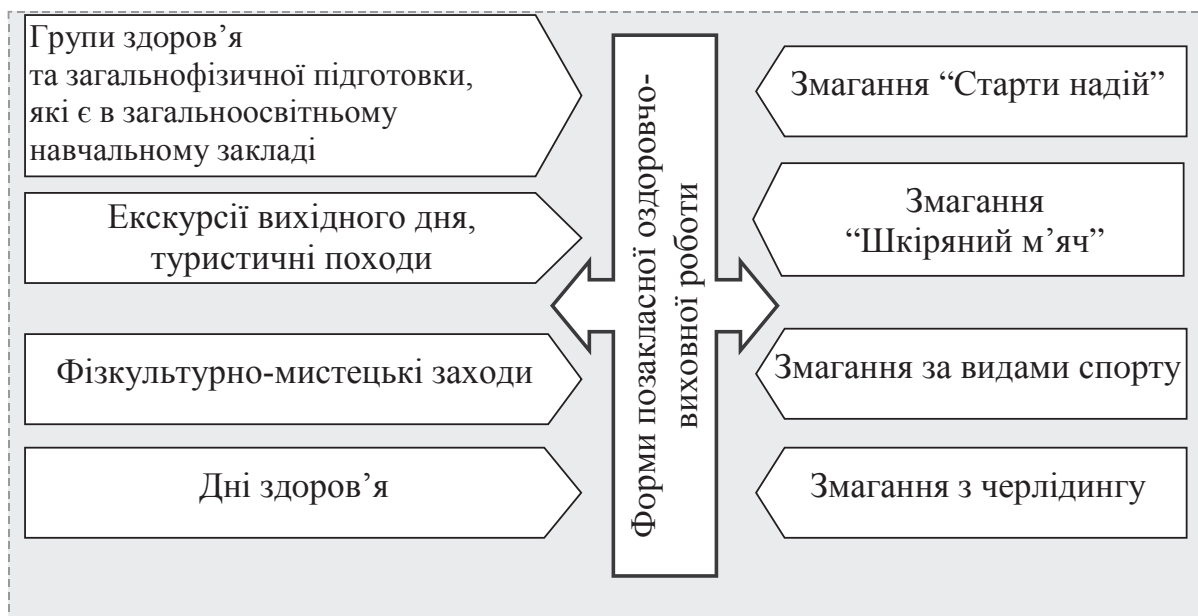 Групи здоров’я
та загальнофізичної підготовки,
які є в загальноосвітньому
навчальному закладі
Екскурсії вихідного дня,
туристичні походи
Фізкультурно-мистецькі заходи
Дні здоров’я
Форми позакласної оздоровчо-
виховної роботи
Змагання “Старти надій”
Змагання
“Шкіряний м’яч”
Змагання за видами спорту
Змагання з черлідингу